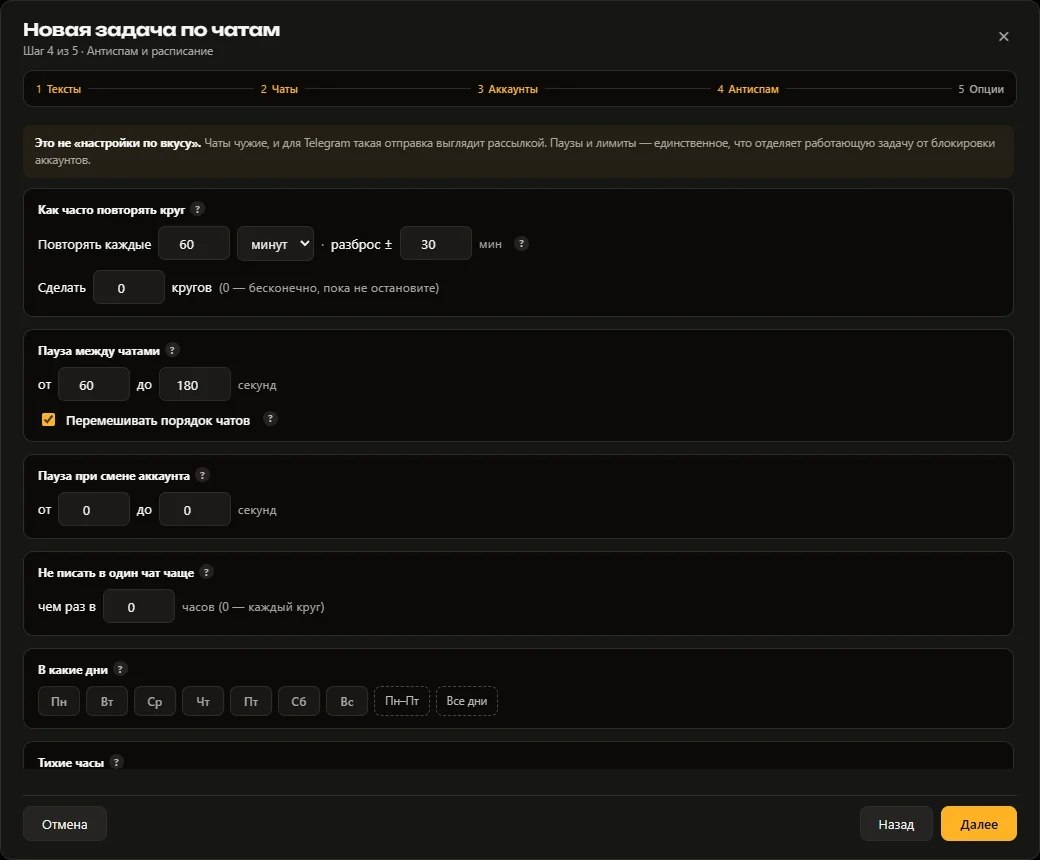 Новая задача по чатам
Шаг 4 из 5 · Антиспам и расписание
1 Тексты 2 Чаты 3 Аккаунты 4 Антиспам 5 Опции
Это не «настройки по вкусу». Чаты чужие, и для Telegram такая отправка выглядит рассылкой. Паузы и лимиты — единственное, что отделяет работающую задачу от блокировки
аккаунтов.
Как часто повторять круг ?
Повторять каждые 60 минут · разброс ± 30 мин ?
Сделать 0 кругов (0 — бесконечно, пока не остановите)
Пауза между чатами ?
от 60 до 180 секунд
Перемешивать порядок чатов ?
Пауза при смене аккаунта ?
от 0 до 0 секунд
Не писать в один чат чаще ?
чем раз в 0 часов (0 — каждый круг)
В какие дни ?
Пн Вт Ср Чт Пт Сб Вс Пн–Пт Все дни
Тихие часы ?
Отмена Назад Далее